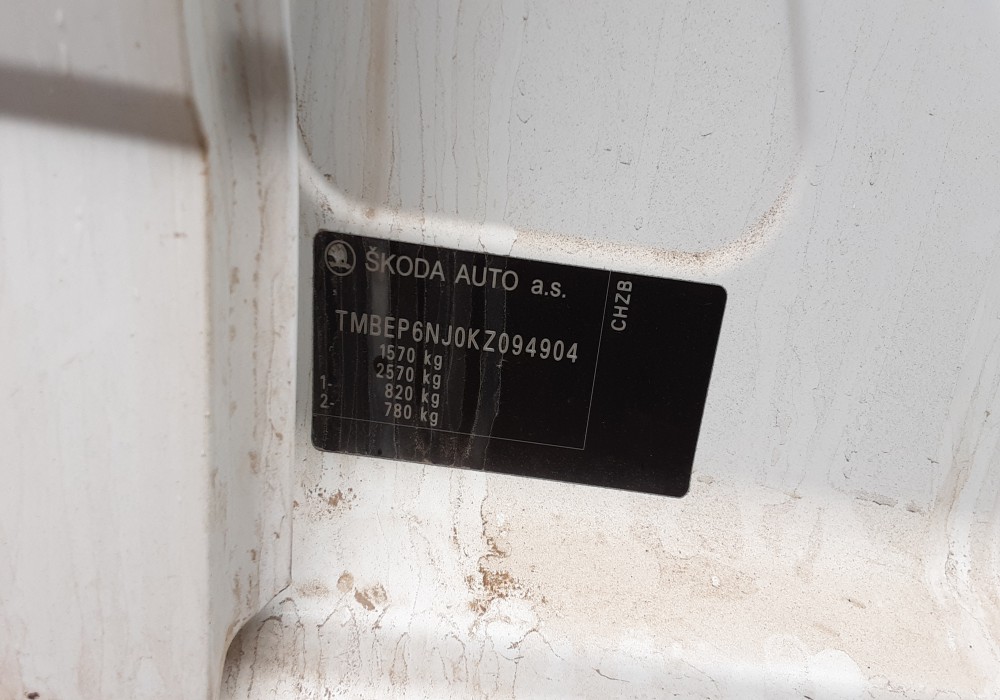 ŠKODA AUTO a.s.
CHZB
TMBEP6NJ0KZ094904
1570 kg
2570 kg
1- 820 kg
2- 780 kg